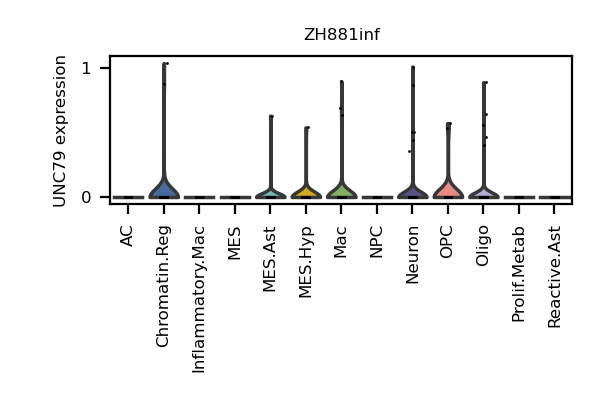 ZH881inf
UNC79 expression
1
0
AC
Chromatin.Reg
Inflammatory.Mac
MES
MES.Ast
MES.Hyp
Mac
NPC
Neuron
OPC
Oligo
Prolif.Metab
Reactive.Ast